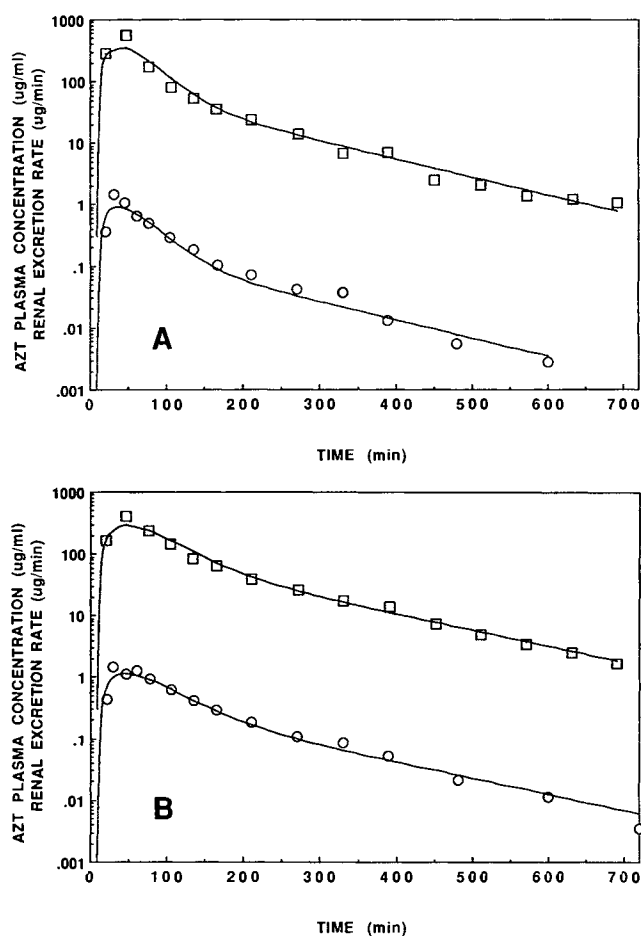 AZT PLASMA CONCENTRATION (ug/ml)
RENAL EXCRETION RATE (ug/min)
1000
100
10
1
.1
.01
.001
A
0 100 200 300 400 500 600 700
TIME (min)
AZT PLASMA CONCENTRATION (ug/ml)
RENAL EXCRETION RATE (ug/min)
1000
100
10
1
.1
.01
.001
B
0 100 200 300 400 500 600 700
TIME (min)